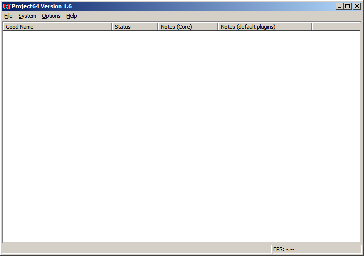 Project64 Version 1.6
File System Options Help
Good Name Status Notes (Core) Notes (default plugins)
FPS: -.--